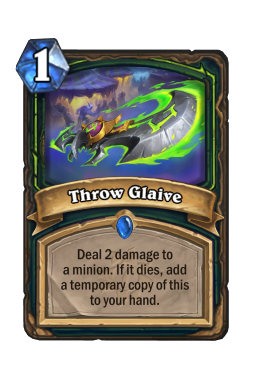 1
Throw Glaive
Deal 2 damage to
a minion. If it dies, add
a temporary copy of this
to your hand.